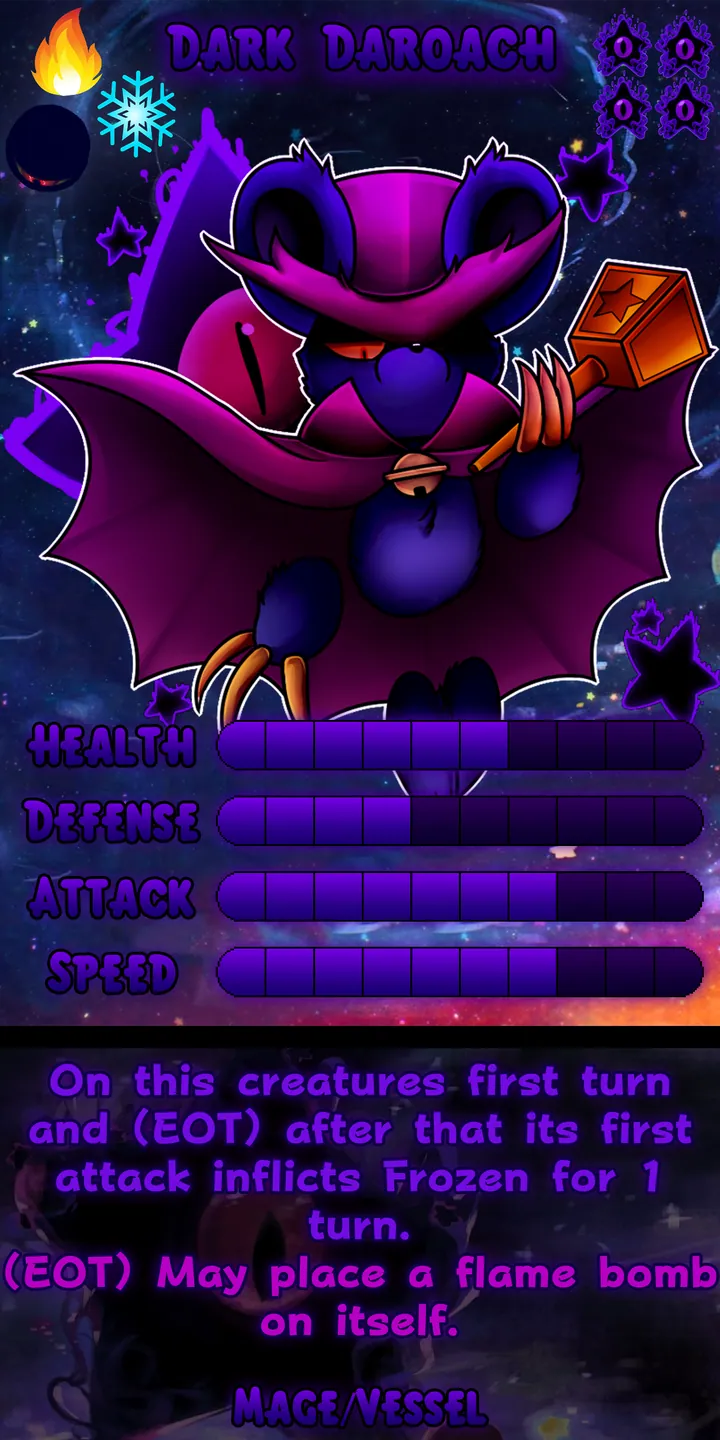 Dark Daroach
Health
Defense
Attack
Speed
On this creatures first turn
and (EOT) after that its first
attack inflicts Frozen for 1
turn.
(EOT) May place a flame bomb
on itself.
Mage/Vessel